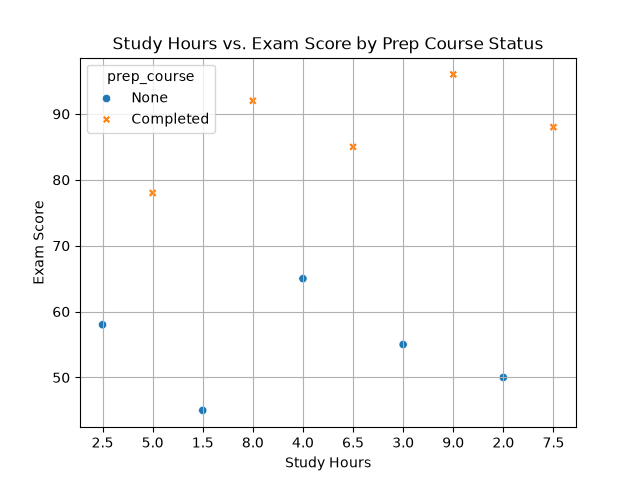 Study Hours vs. Exam Score by Prep Course Status
prep_course
None
Completed
90
80
70
60
50
Exam Score
2.5 5.0 1.5 8.0 4.0 6.5 3.0 9.0 2.0 7.5
Study Hours